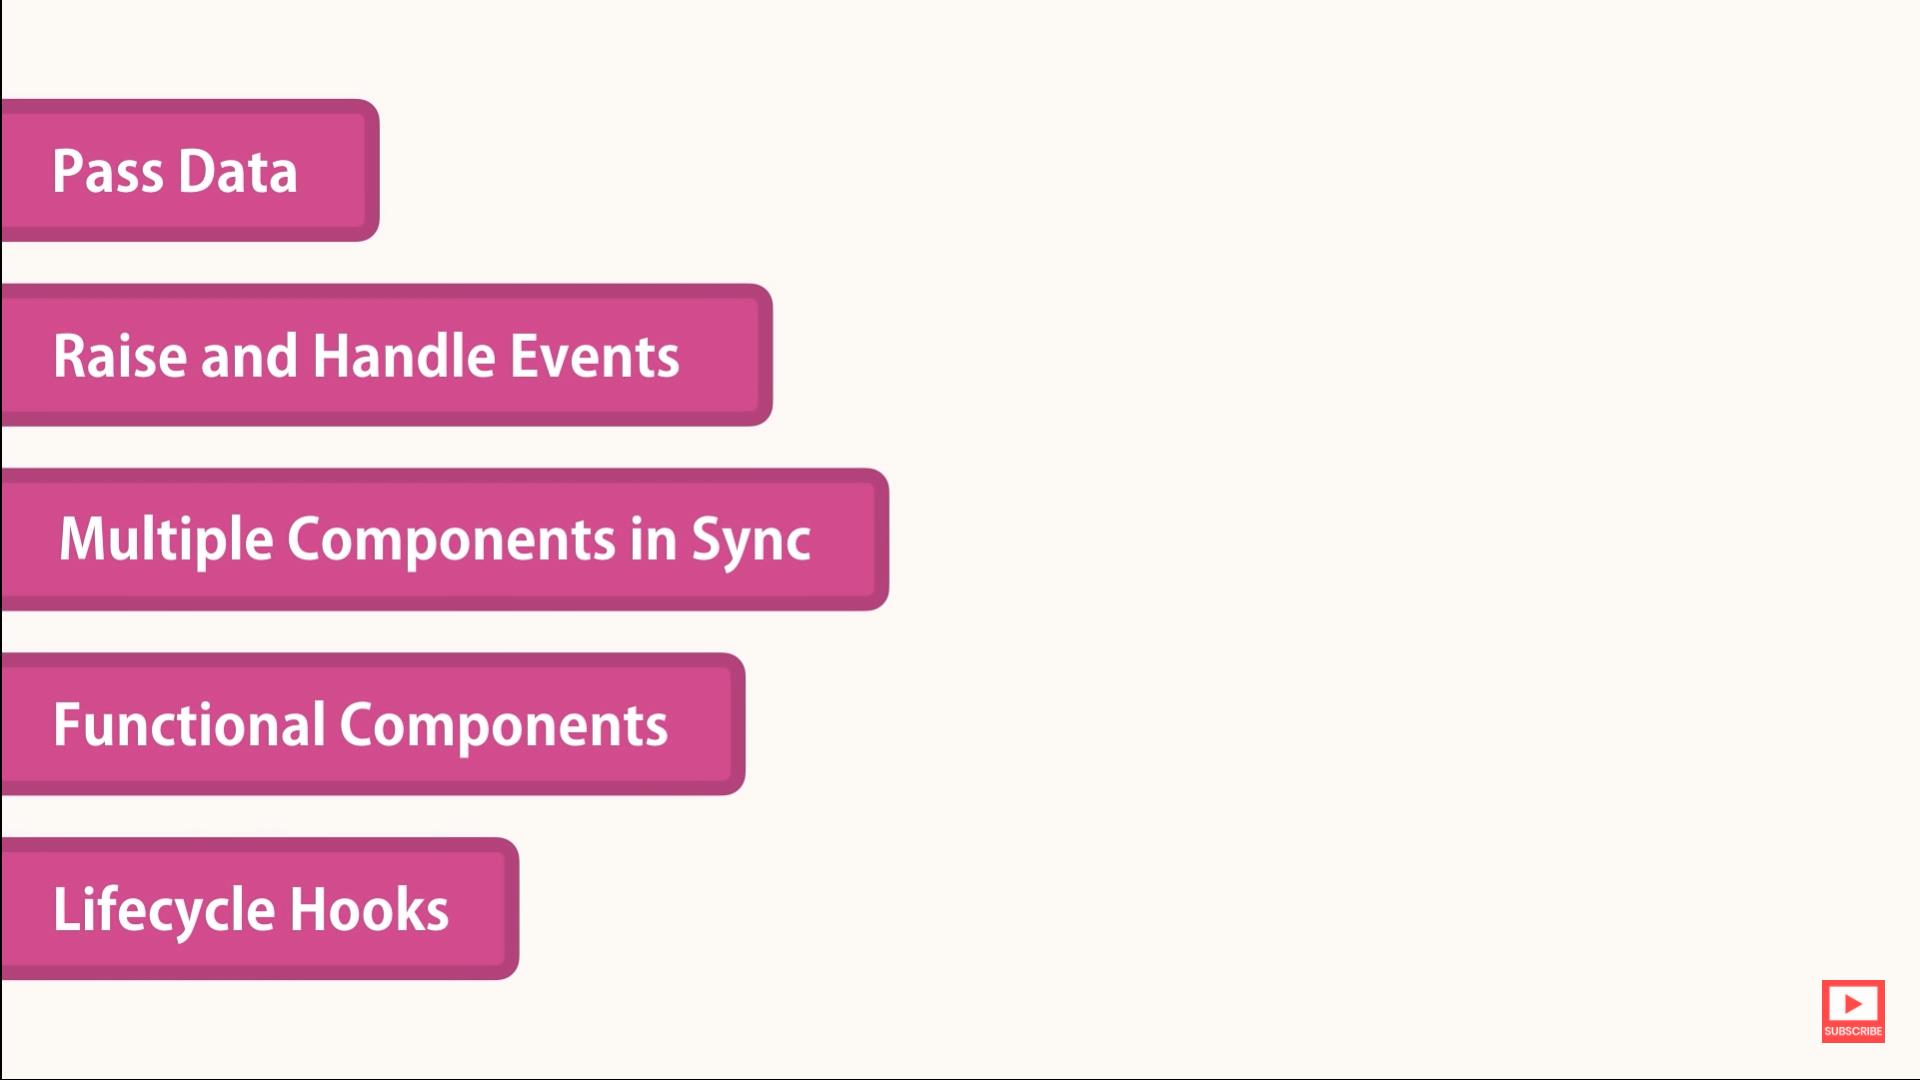 Pass Data
Raise and Handle Events
Multiple Components in Sync
Functional Components
Lifecycle Hooks
SUBSCRIBE